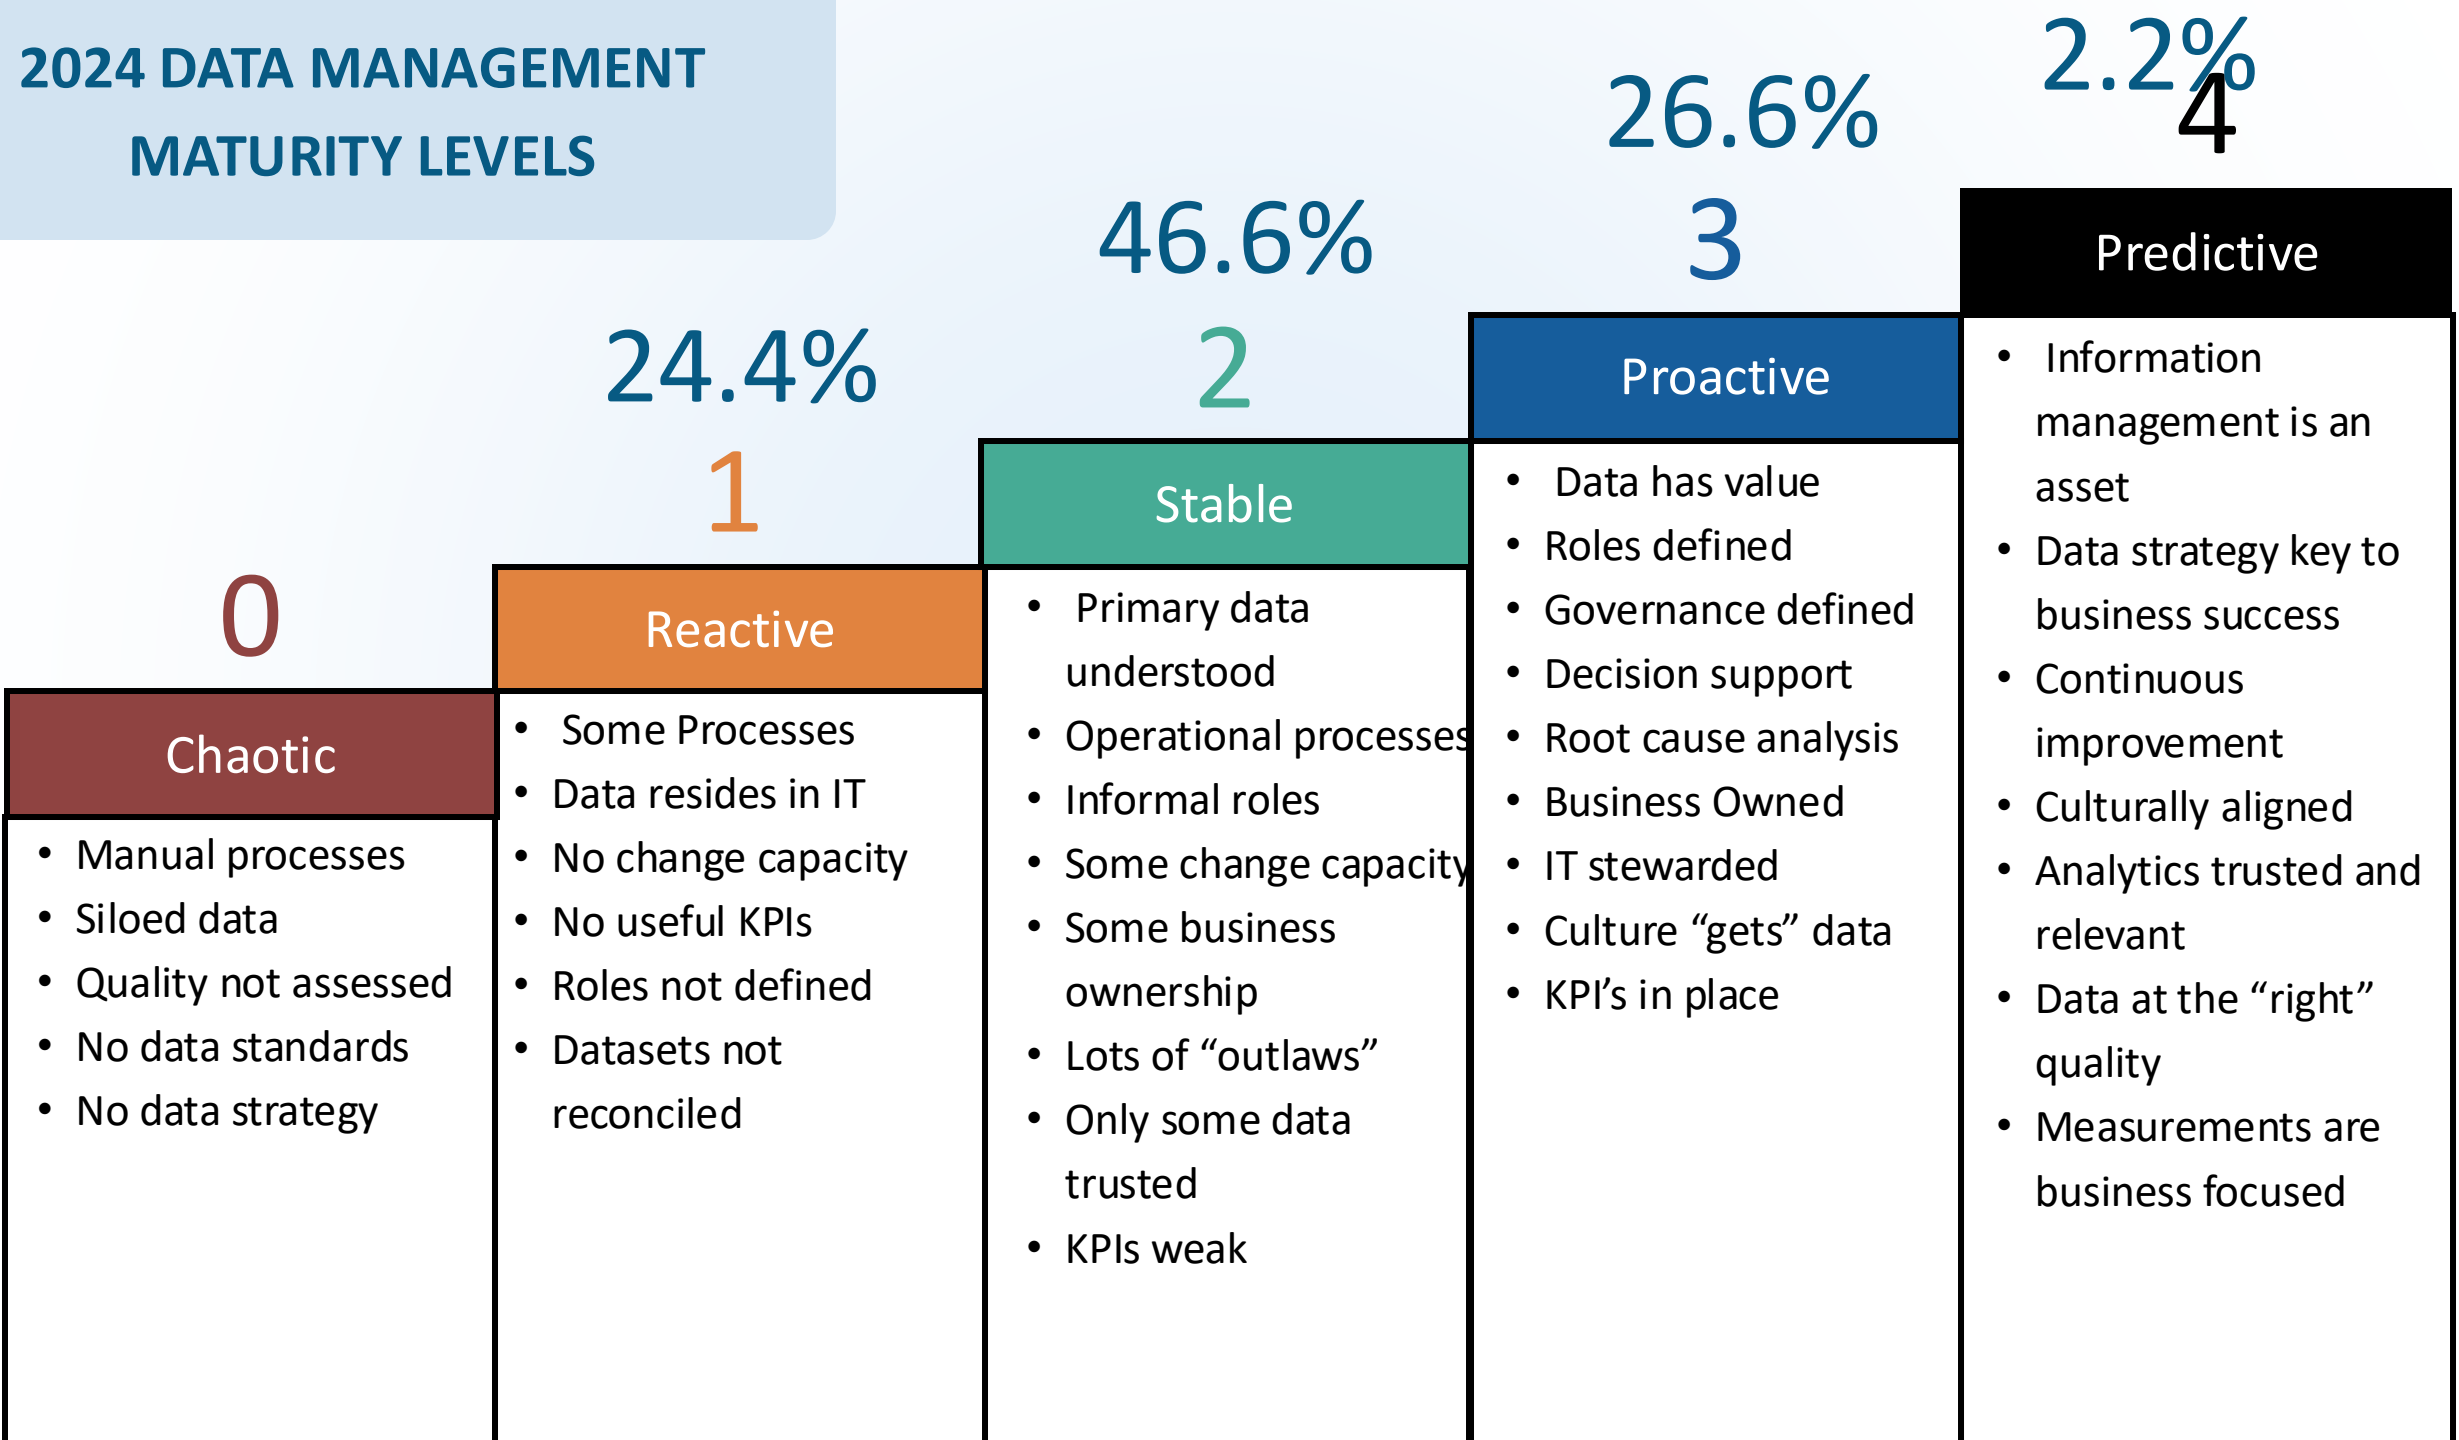 2024 DATA MANAGEMENT
MATURITY LEVELS
0
Chaotic
• Manual processes
• Siloed data
• Quality not assessed
• No data standards
• No data strategy
24.4%
1
Reactive
• Some Processes
• Data resides in IT
• No change capacity
• No useful KPIs
• Roles not defined
• Datasets not
reconciled
46.6%
2
Stable
• Primary data
understood
• Operational processes
• Informal roles
• Some change capacity
• Some business
ownership
• Lots of “outlaws”
• Only some data
trusted
• KPIs weak
26.6%
3
Proactive
• Data has value
• Roles defined
• Governance defined
• Decision support
• Root cause analysis
• Business Owned
• IT stewarded
• Culture “gets” data
• KPI’s in place
2.2%
4
Predictive
• Information
management is an
asset
• Data strategy key to
business success
• Continuous
improvement
• Culturally aligned
• Analytics trusted and
relevant
• Data at the “right”
quality
• Measurements are
business focused